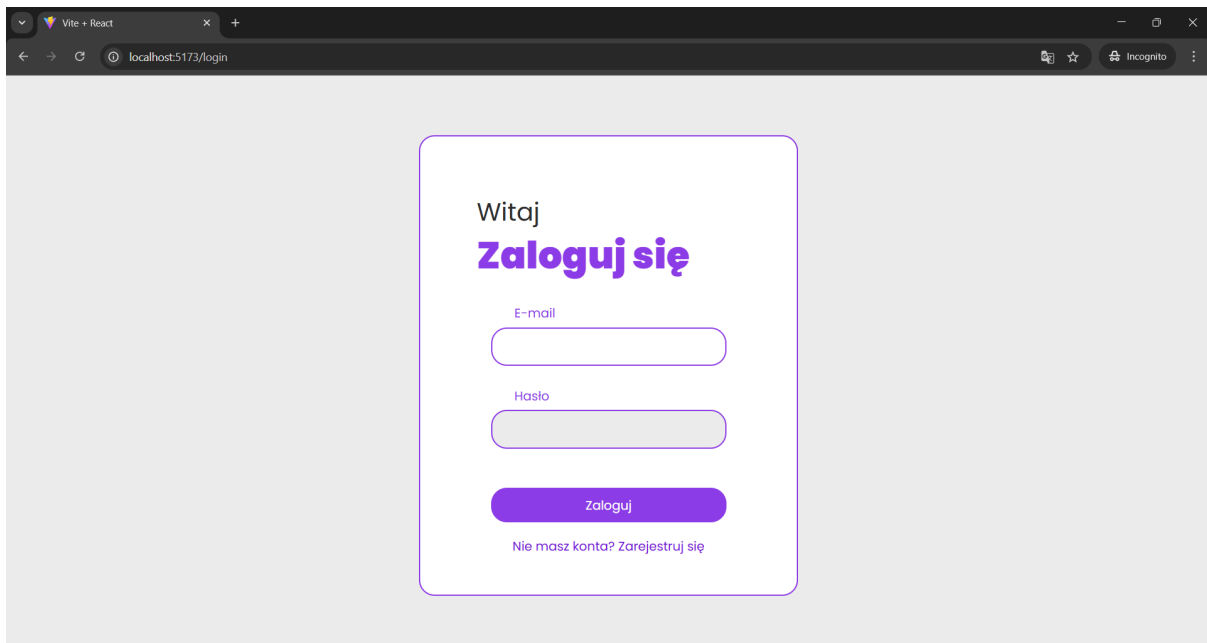 Vite + React
localhost:5173/login
Incognito
Witaj
Zaloguj się
E-mail
Hasło
Zaloguj
Nie masz konta? Zarejestruj się